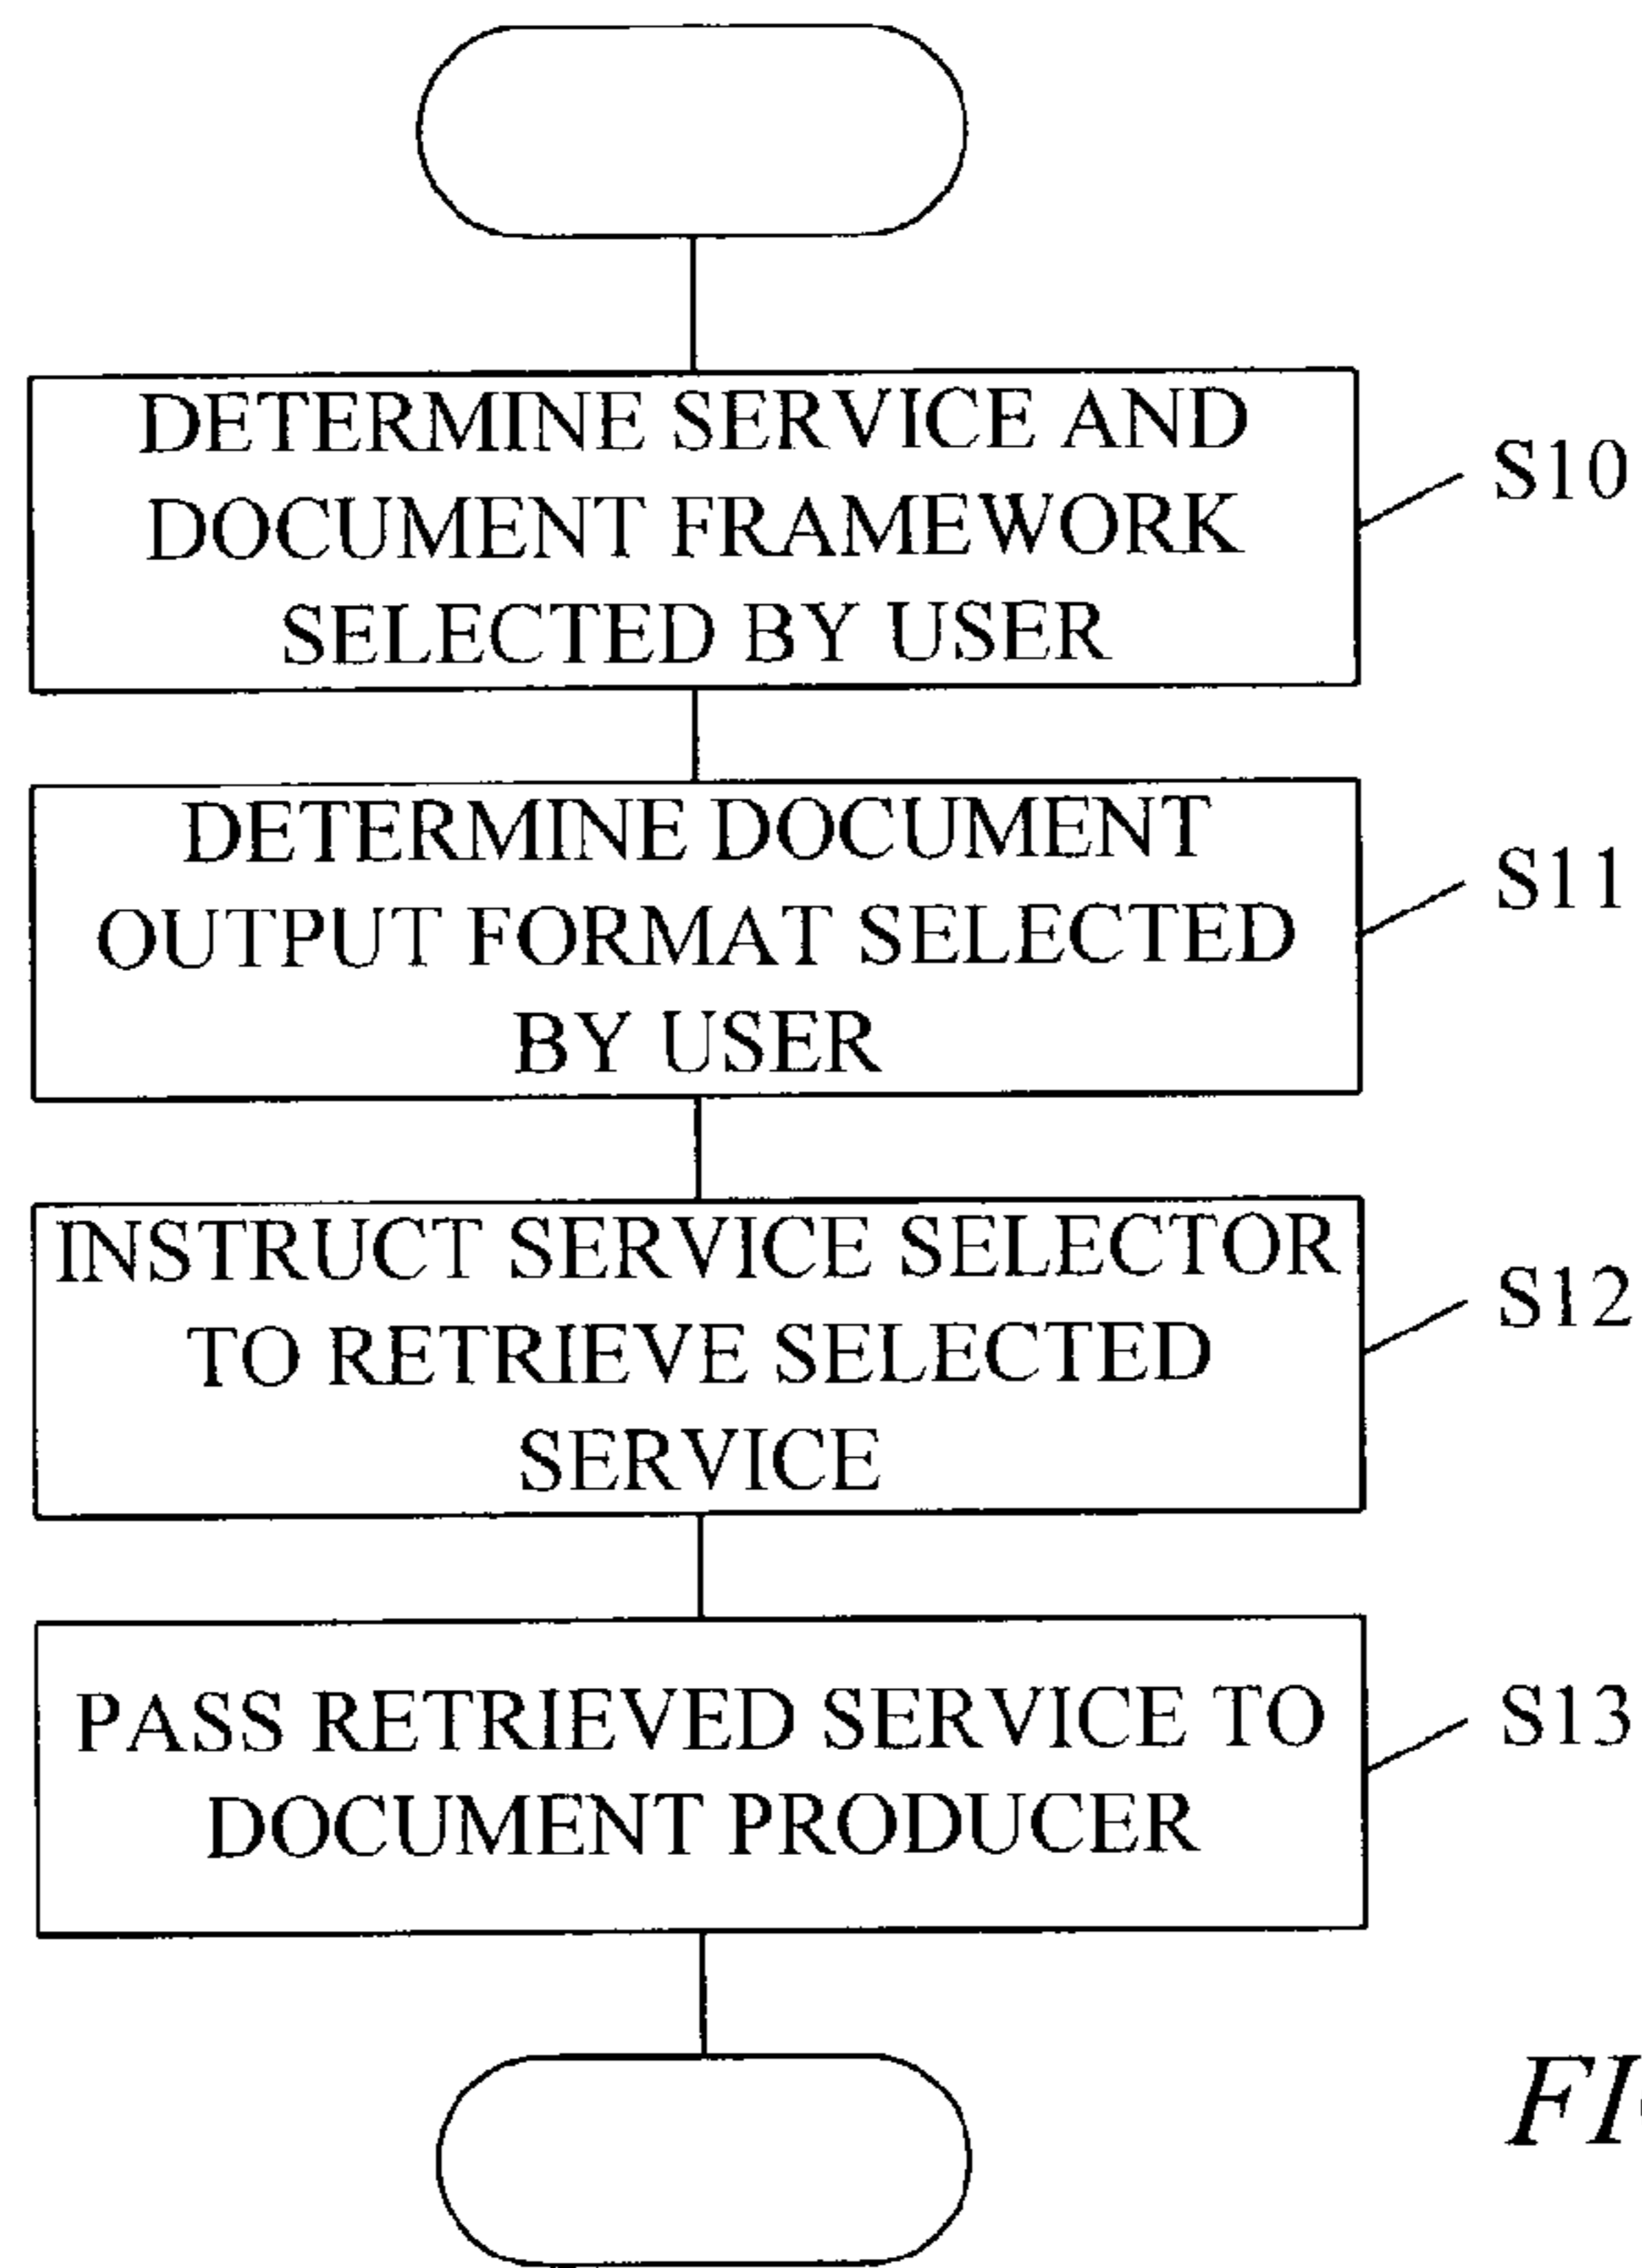 DETERMINE SERVICE AND
DOCUMENT FRAMEWORK
SELECTED BY USER
S10
DETERMINE DOCUMENT
OUTPUT FORMAT SELECTED
BY USER
S11
INSTRUCT SERVICE SELECTOR
TO RETRIEVE SELECTED
SERVICE
S12
PASS RETRIEVED SERVICE TO
DOCUMENT PRODUCER
S13